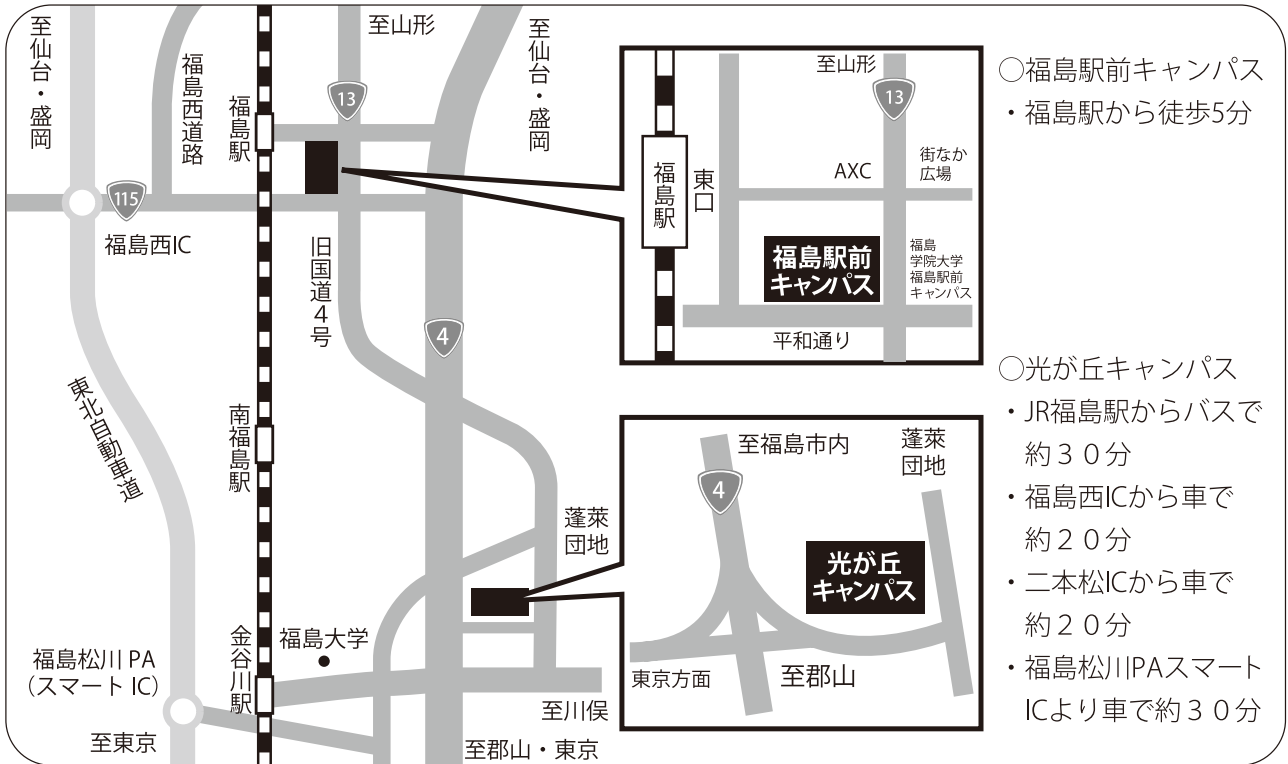 至仙台・盛岡
福島西道路
福島駅
至山形
13
至仙台・盛岡
115
福島西IC
旧国道4号
4
東北自動車道
南福島駅
蓬萊
団地
金谷川駅
福島大学
福島松川 PA
（スマート IC）
至東京
至川俣
至郡山・東京
至山形
13
福島駅
東口
AXC
街なか
広場
福島駅前
キャンパス
福島
学院大学
福島駅前
キャンパス
平和通り
至福島市内
4
蓬萊
団地
光が丘
キャンパス
東京方面
至郡山
○福島駅前キャンパス
・福島駅から徒歩5分
○光が丘キャンパス
・JR福島駅からバスで
約３０分
・福島西ICから車で
約２０分
・二本松ICから車で
約２０分
・福島松川PAスマート
ICより車で約３０分